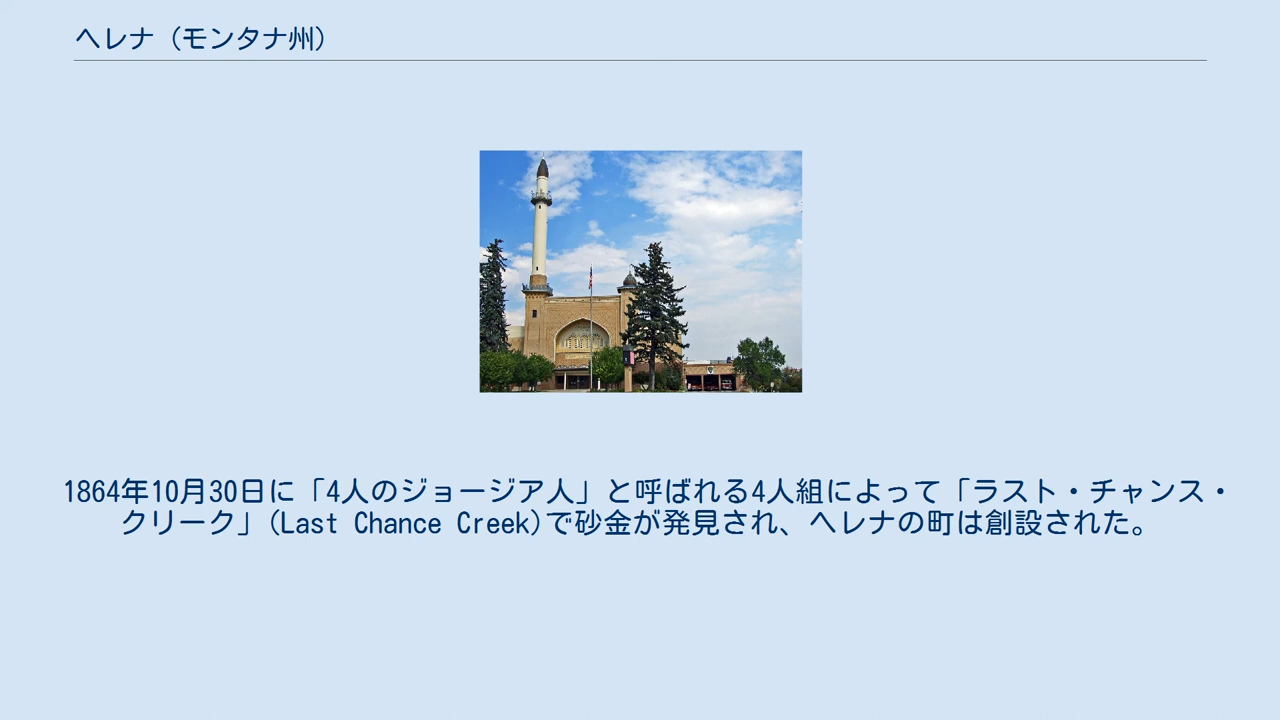 ヘレナ（モンタナ州）
1864年10月30日に「4人のジョージア人」と呼ばれる4人組によって「ラスト・チャンス・
クリーク」(Last Chance Creek)で砂金が発見され、ヘレナの町は創設された。